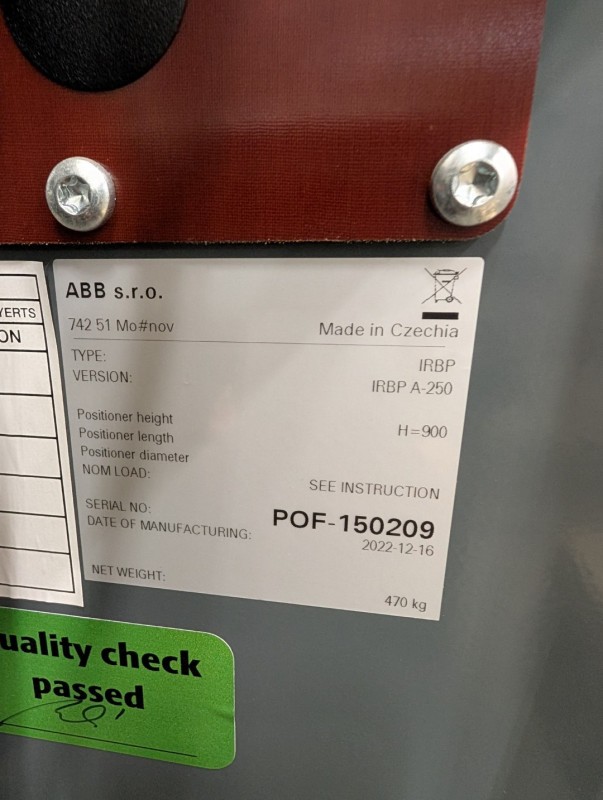 YERTS
ON
ABB s.r.o.
742 51 Mo#nov
Made in Czechia
TYPE: IRBP
VERSION: IRBP A-250
Positioner height H=900
Positioner length
Positioner diameter
NOM LOAD: SEE INSTRUCTION
SERIAL NO: POF-150209
DATE OF MANUFACTURING: 2022-12-16
NET WEIGHT: 470 kg
uality check
passed